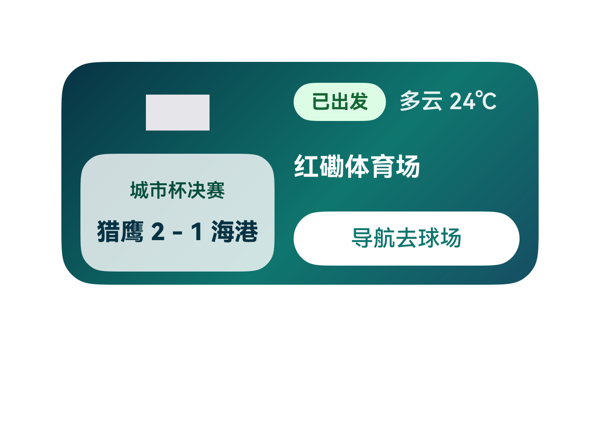 城市杯决赛
猎鹰 2 - 1 海港
已出发 多云 24℃
红磡体育场
导航去球场